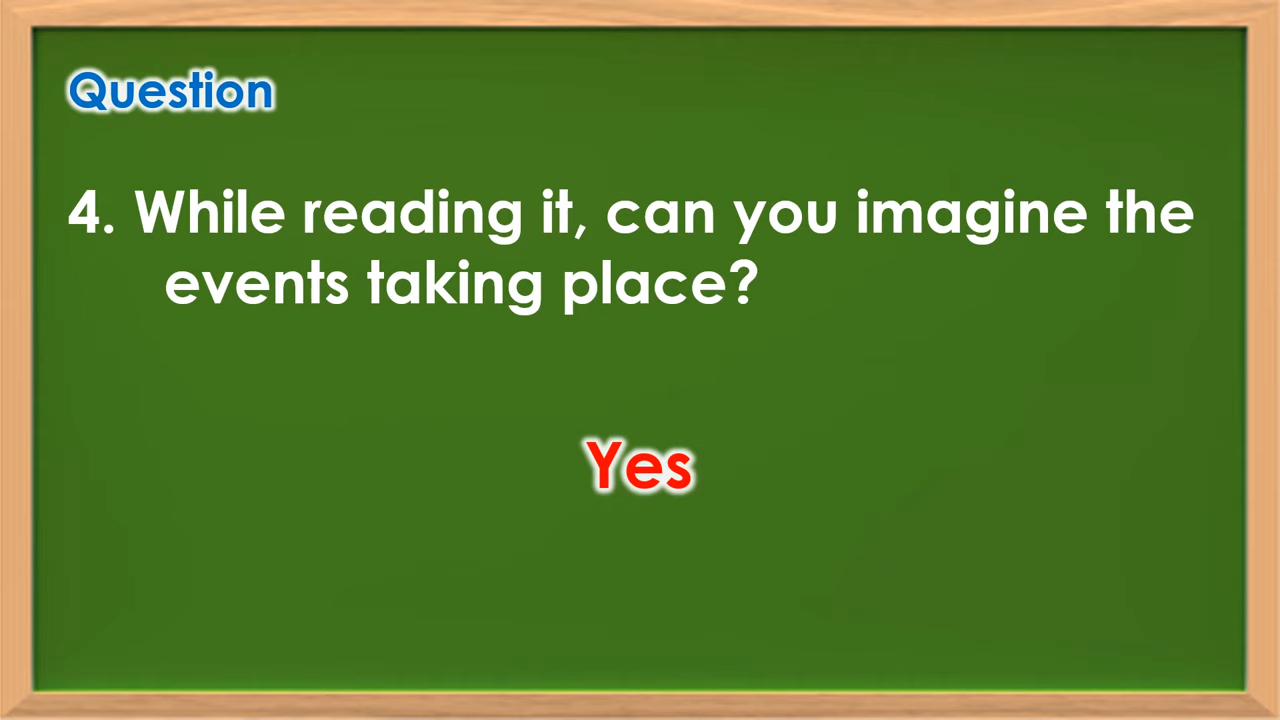 Question
4. While reading it, can you imagine the
events taking place?
Yes